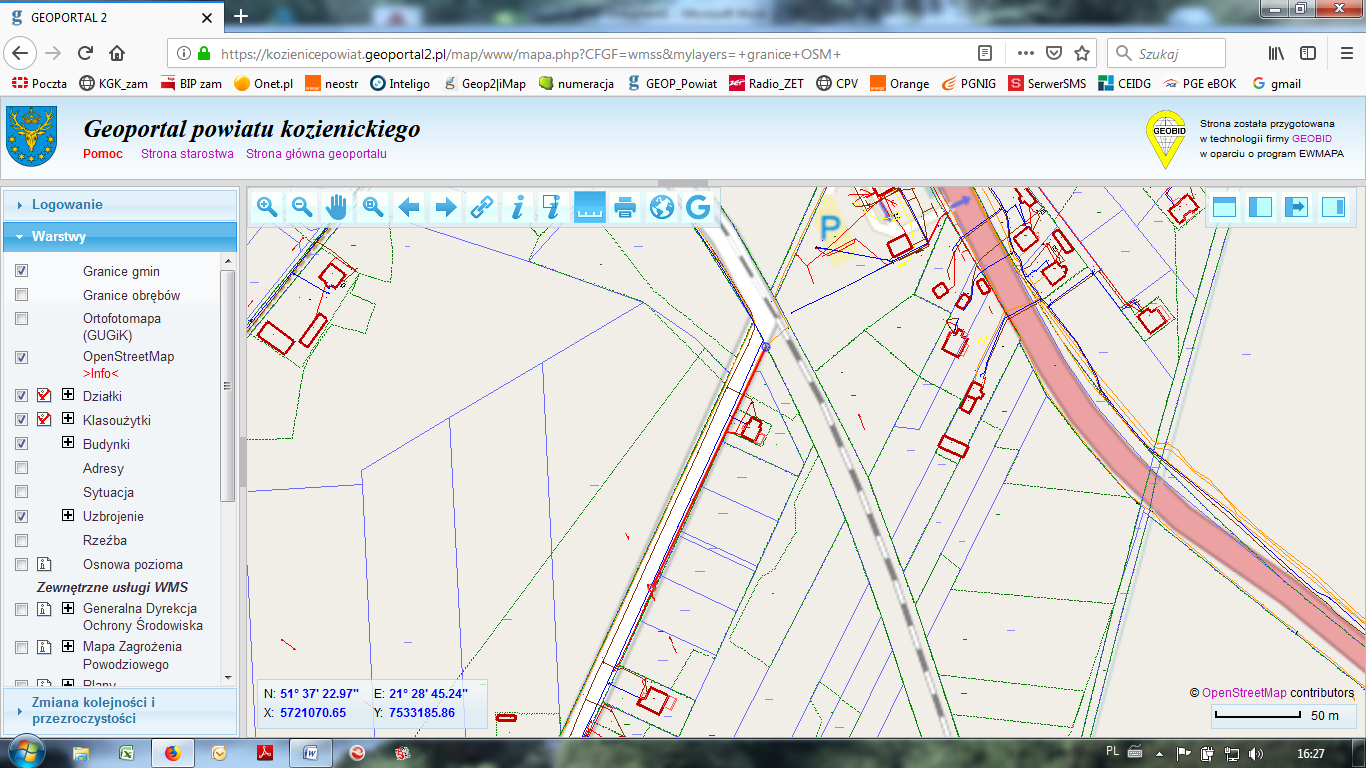 GEOPORTAL 2
https://kozienicepowiat.geoportal2.pl/map/www/mapa.php?CFGF=wmss&mylayers=+granice+OSM+
Szukaj
Poczta KGK_zam BIP zam Onet.pl neostr Inteligo Geop2|iMap numeracja GEOP_Powiat Radio_ZET CPV Orange PGNIG SerwerSMS CEIDG PGE eBOK gmail
Geoportal powiatu kozienickiego
Pomoc Strona starostwa Strona główna geoportalu
GEOBID
Strona została przygotowana
w technologii firmy GEOBID
w oparciu o program EWMAPA
Logowanie
Warstwy
Granice gmin
Granice obrębów
Ortofotomapa
(GUGiK)
OpenStreetMap
>Info<
Działki
Klasoużytki
Budynki
Adresy
Sytuacja
Uzbrojenie
Rzeźba
Osnowa pozioma
Zewnętrzne usługi WMS
Generalna Dyrekcja
Ochrony Środowiska
Mapa Zagrożenia
Powodziowego
Plany
Zmiana kolejności i
przezroczystości
P
N: 51° 37' 22.97" E: 21° 28' 45.24"
X: 5721070.65 Y: 7533185.86
© OpenStreetMap contributors
50 m
PL
16:27